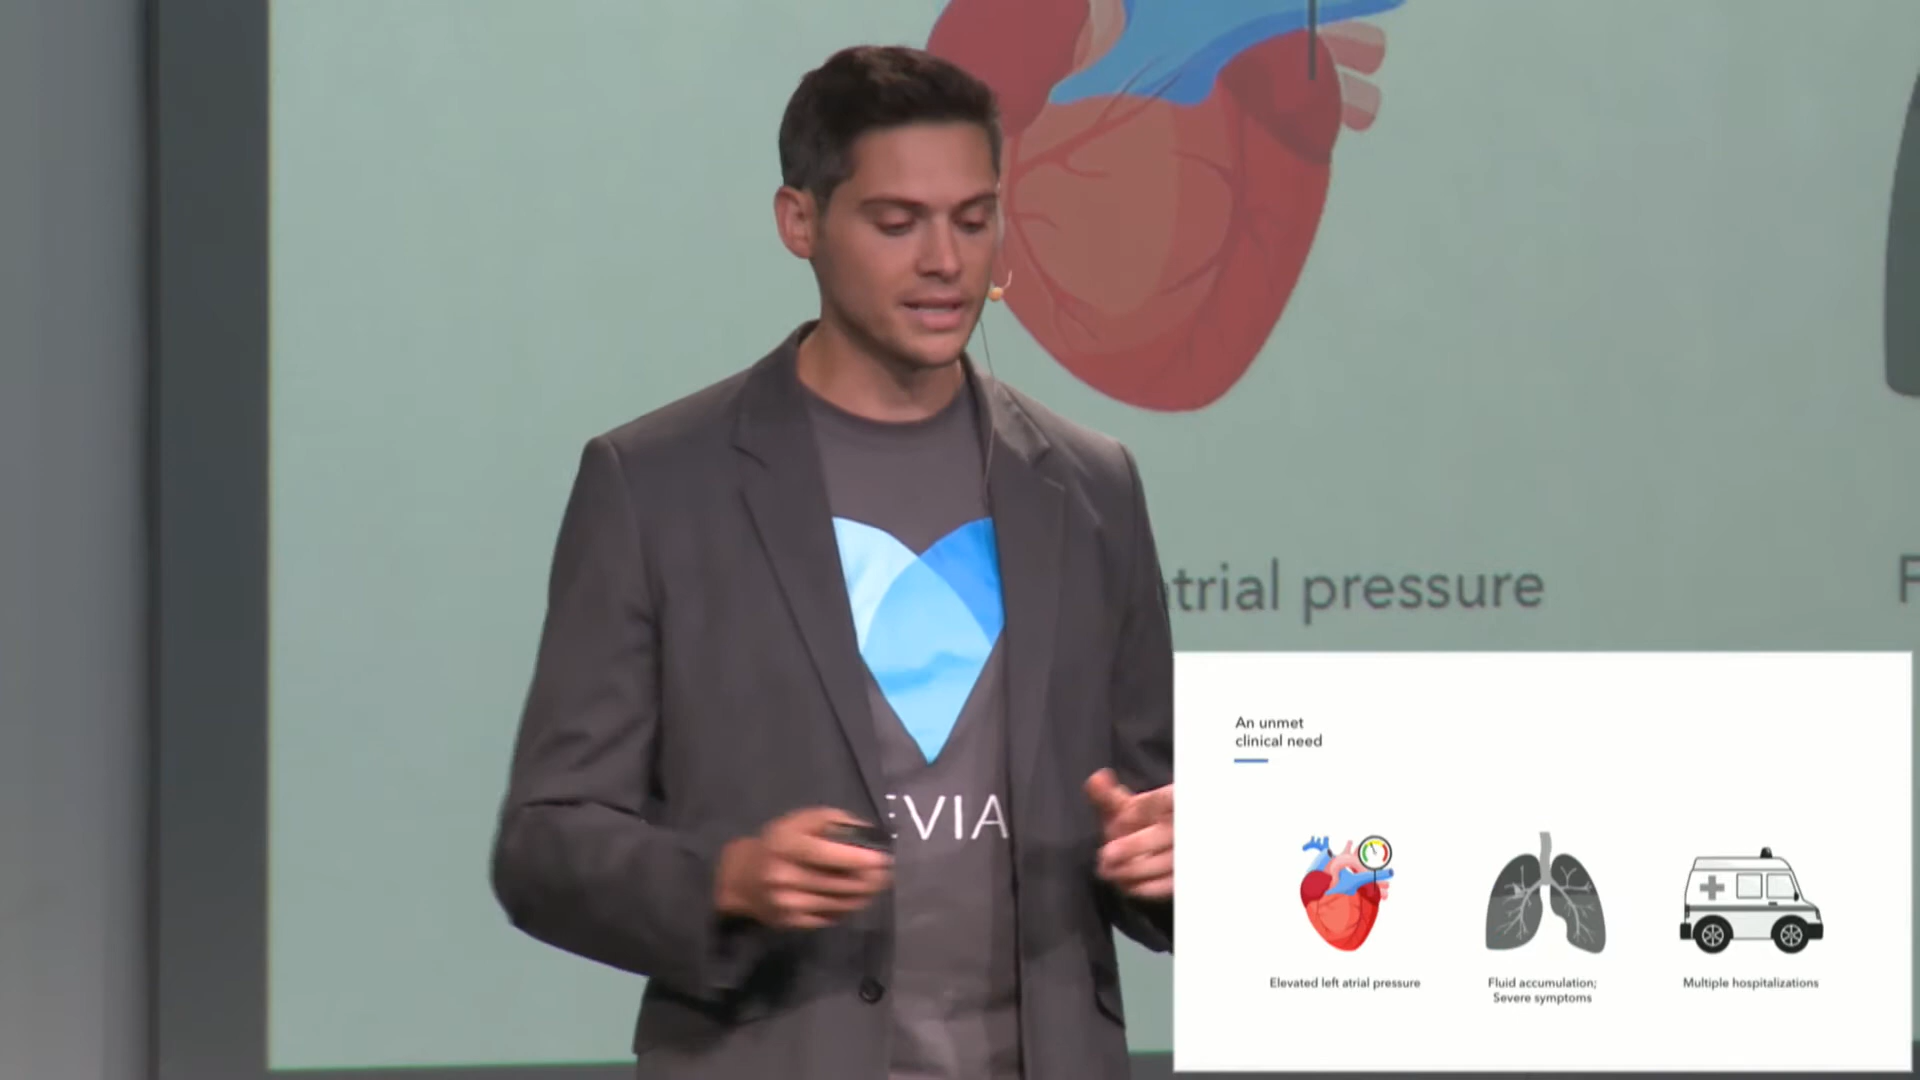 atrial pressure
F
EVIA
An unmet
clinical need
Elevated left atrial pressure
Fluid accumulation;
Severe symptoms
Multiple hospitalizations